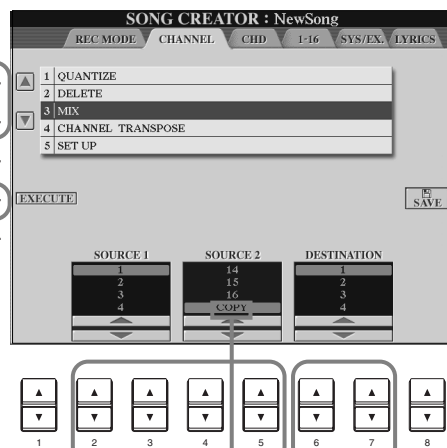 SONG CREATOR : NewSong
REC MODE CHANNEL CHD 1-16 SYS/EX. LYRICS
1 QUANTIZE
2 DELETE
3 MIX
4 CHANNEL TRANSPOSE
5 SET UP
EXECUTE
SAVE
SOURCE 1 SOURCE 2 DESTINATION
1 14 1
2 15 2
3 16 3
4 COPY 4
1 2 3 4 5 6 7 8